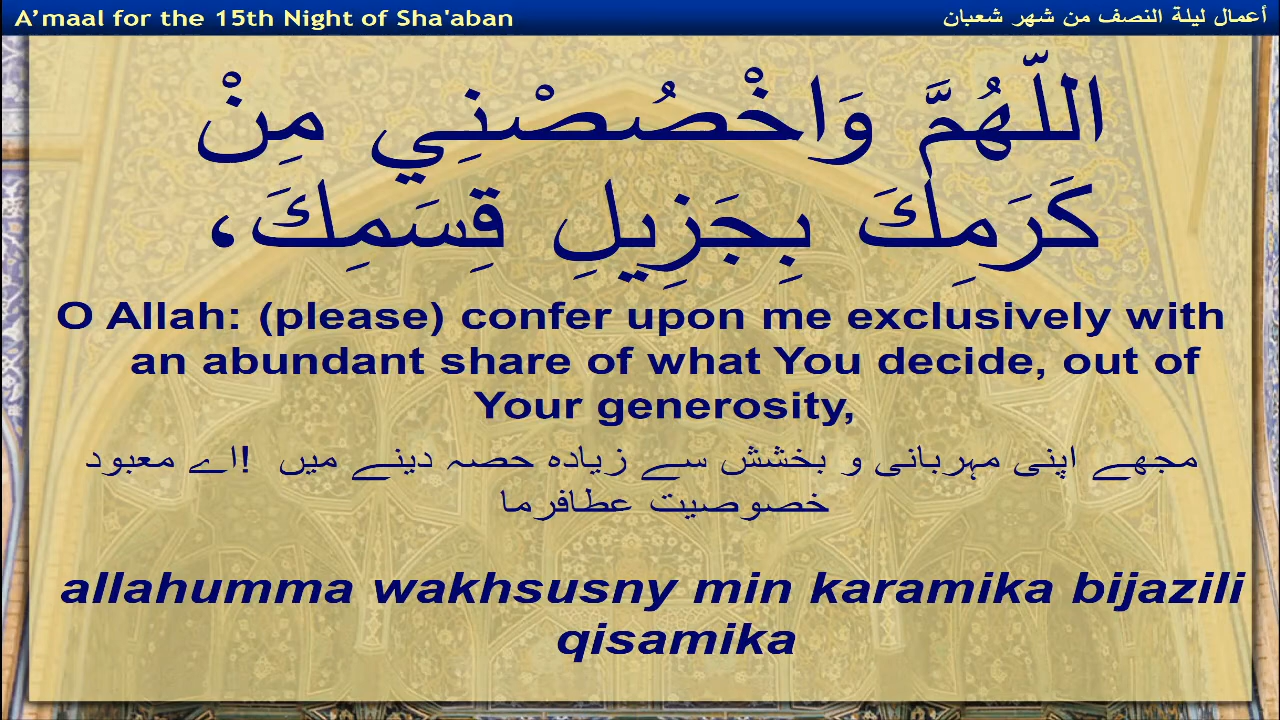 A’maal for the 15th Night of Sha'aban
أعمال ليلة النصف من شهر شعبان
اللّهُمَّ وَاِخْصُصْنِي مِنْ
كَرَمِكَ بِجَزِيلِ قِسَمِكَ،
O Allah: (please) confer upon me exclusively with
an abundant share of what You decide, out of
Your generosity,
مجھے اپنی مہربانی و بخشش سے زیادہ حصہ دینے میں !اے معبود
خصوصیت عطافرما
allahumma wakhsusny min karamika bijazili
qisamika